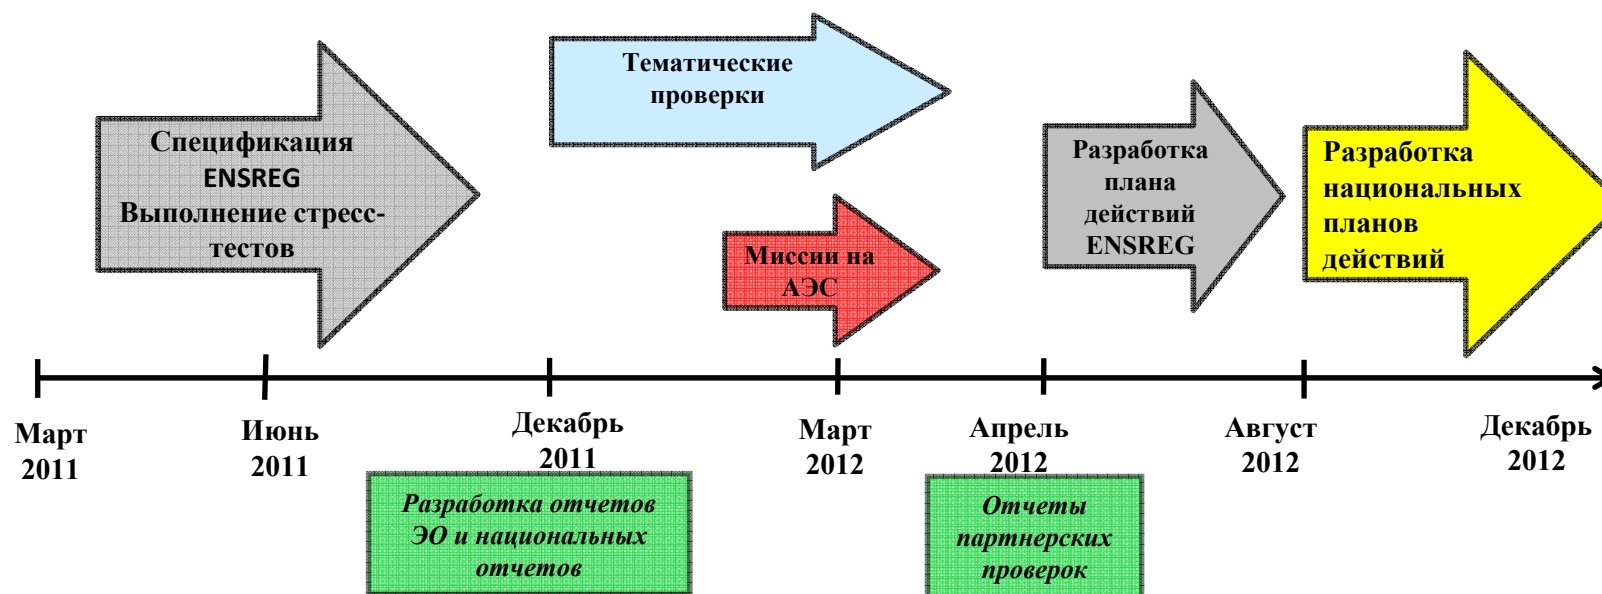 Спецификация
ENSREG
Выполнение стресс-
тестов
Тематические
проверки
Миссии на
АЭС
Разработка
плана
действий
ENSREG
Разработка
национальных
планов
действий
Март
2011
Июнь
2011
Декабрь
2011
Март
2012
Апрель
2012
Август
2012
Декабрь
2012
Разработка отчетов
ЭО и национальных
отчетов
Отчеты
партнерских
проверок